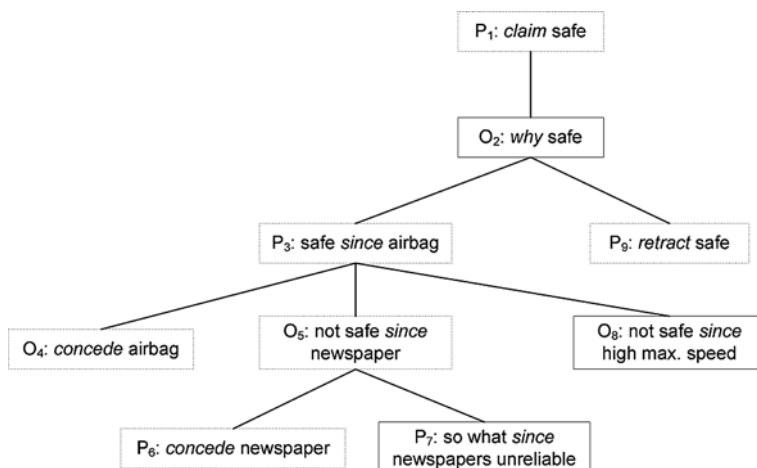 P₁: claim safe
O₂: why safe
P₃: safe since airbag
P₉: retract safe
O₄: concede airbag
O₅: not safe since
newspaper
O₈: not safe since
high max. speed
P₆: concede newspaper
P₇: so what since
newspapers unreliable